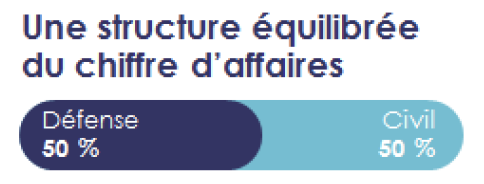 Une structure équilibrée
du chiffre d'affaires
Défense
50 %
Civil
50 %